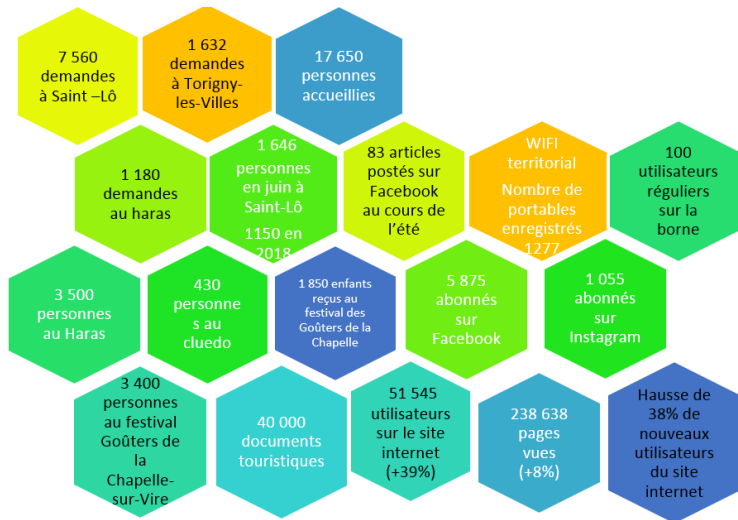 7 560
demandes
à Saint –Lô
1 632
demandes
à Torigny-
les-Villes
17 650
personnes
accueillies
1 180
demandes
au haras
1 646
personnes
en juin à
Saint-Lô
1150 en
2018
83 articles
postés sur
Facebook
au cours de
l'été
WIFI
territorial
Nombre de
portables
enregistrés
1277
100
utilisateurs
réguliers
sur la
borne
3 500
personnes
au Haras
430
personne
s au
cluedo
1 850 enfants
reçus au
festival des
Goûters de la
Chapelle
5 875
abonnés
sur
Facebook
1 055
abonnés
sur
Instagram
3 400
personnes
au festival
Goûters de
la
Chapelle-
sur-Vire
40 000
documents
touristiques
51 545
utilisateurs
sur le site
internet
(+39%)
238 638
pages
vues
(+8%)
Hausse de
38% de
nouveaux
utilisateurs
du site
internet